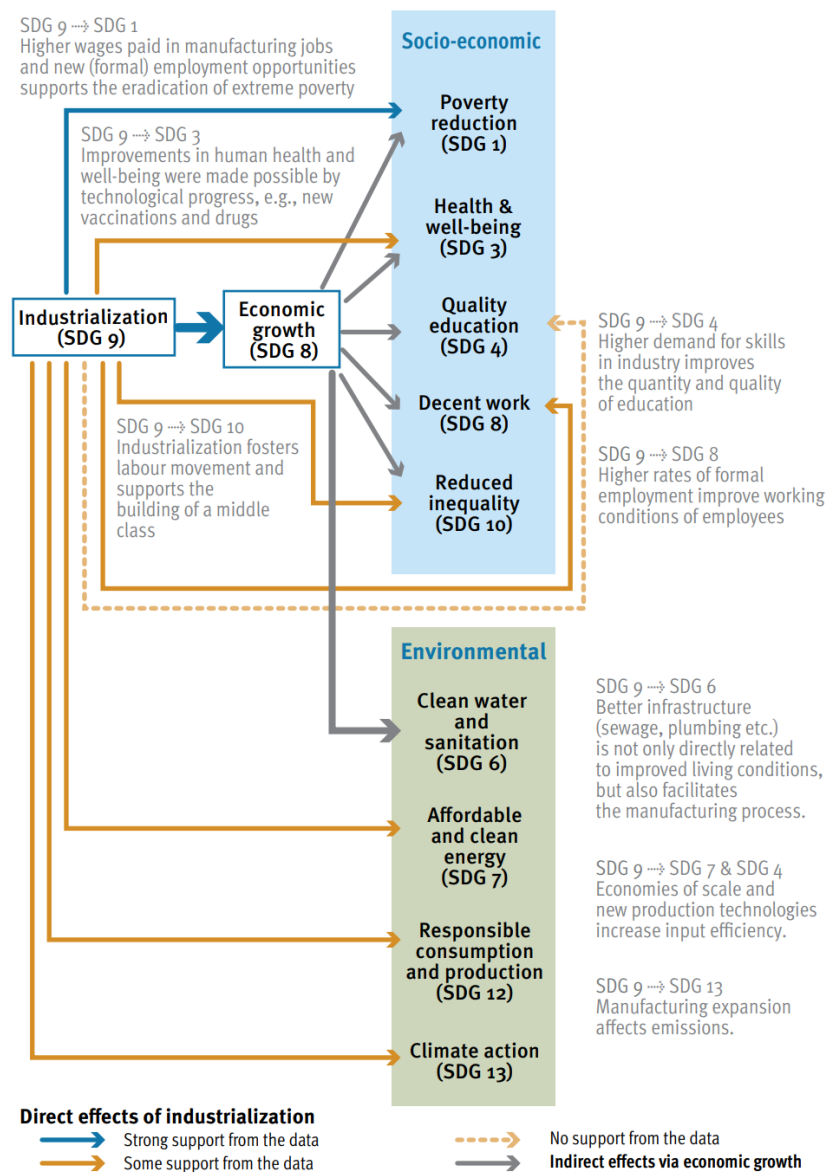 SDG 9 ···> SDG 1
Higher wages paid in manufacturing jobs
and new (formal) employment opportunities
supports the eradication of extreme poverty
Socio-economic
Poverty
reduction
(SDG 1)
SDG 9 ···> SDG 3
Improvements in human health and
well-being were made possible by
technological progress, e.g., new
vaccinations and drugs
Health &
well-being
(SDG 3)
Industrialization
(SDG 9)
Economic
growth
(SDG 8)
Quality
education
(SDG 4)
SDG 9 ···> SDG 4
Higher demand for skills
in industry improves
the quantity and quality
of education
Decent work
(SDG 8)
SDG 9 ···> SDG 10
Industrialization fosters
labour movement and
supports the
building of a middle
class
SDG 9 ···> SDG 8
Higher rates of formal
employment improve working
conditions of employees
Reduced
inequality
(SDG 10)
Environmental
Clean water
and
sanitation
(SDG 6)
SDG 9 ···> SDG 6
Better infrastructure
(sewage, plumbing etc.)
is not only directly related
to improved living conditions,
but also facilitates
the manufacturing process.
Affordable
and clean
energy
(SDG 7)
SDG 9 ···> SDG 7 & SDG 4
Economies of scale and
new production technologies
increase input efficiency.
Responsible
consumption
and production
(SDG 12)
SDG 9 ···> SDG 13
Manufacturing expansion
affects emissions.
Climate action
(SDG 13)
Direct effects of industrialization
Strong support from the data
Some support from the data
No support from the data
Indirect effects via economic growth